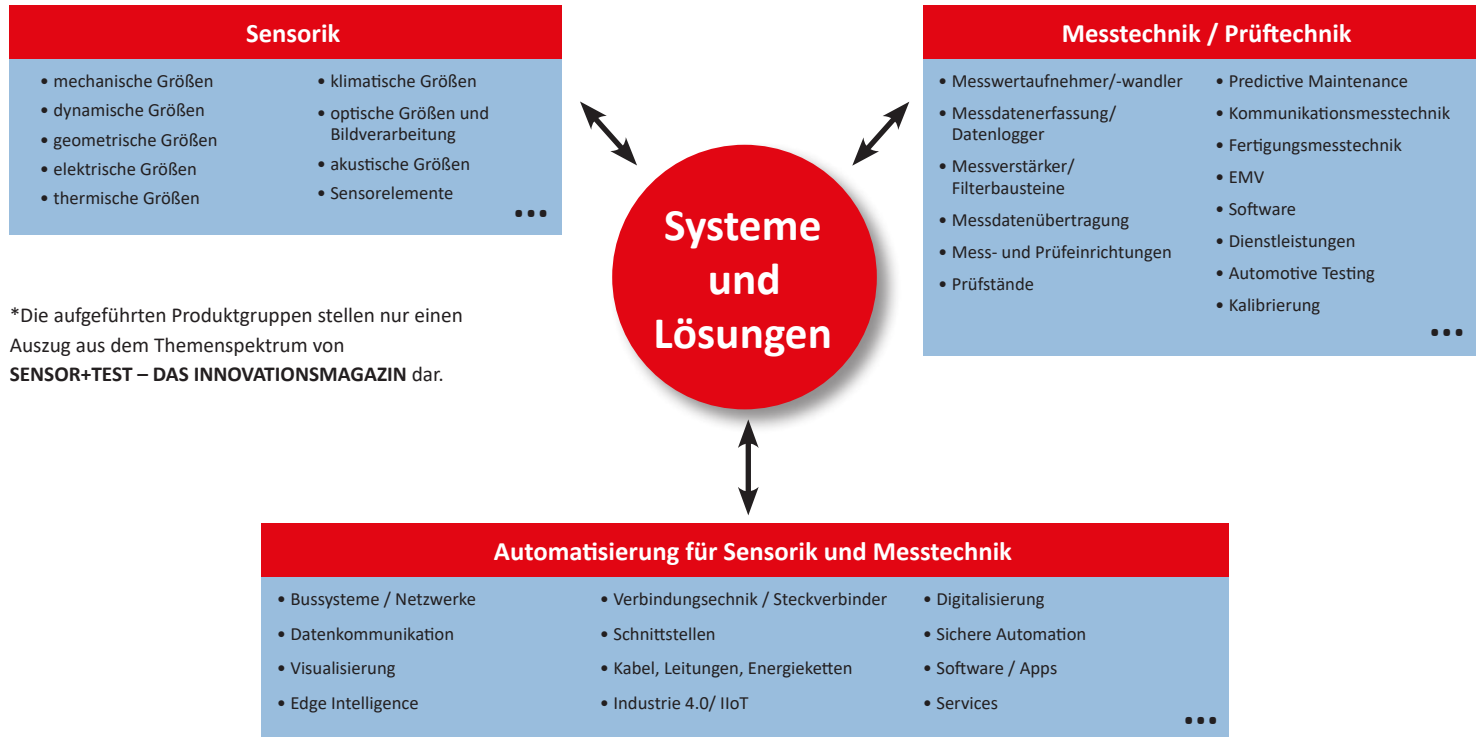 Sensorik
• mechanische Größen
• dynamische Größen
• geometrische Größen
• elektrische Größen
• thermische Größen
• klimatische Größen
• optische Größen und
Bildverarbeitung
• akustische Größen
• Sensorelemente
...
Messtechnik / Prüftechnik
• Messwertaufnehmer/-wandler
• Messdatenerfassung/
Datenlogger
• Messverstärker/
Filterbausteine
• Messdatenübertragung
• Mess- und Prüfeinrichtungen
• Prüfstände
• Predictive Maintenance
• Kommunikationsmesstechnik
• Fertigungsmesstechnik
• EMV
• Software
• Dienstleistungen
• Automotive Testing
• Kalibrierung
...
Systeme
und
Lösungen
*Die aufgeführten Produktgruppen stellen nur einen
Auszug aus dem Themenspektrum von
SENSOR+TEST – DAS INNOVATIONSMAGAZIN dar.
Automatisierung für Sensorik und Messtechnik
• Bussysteme / Netzwerke
• Datenkommunikation
• Visualisierung
• Edge Intelligence
• Verbindungsechnik / Steckverbinder
• Schnittstellen
• Kabel, Leitungen, Energieketten
• Industrie 4.0/ IIoT
• Digitalisierung
• Sichere Automation
• Software / Apps
• Services
...